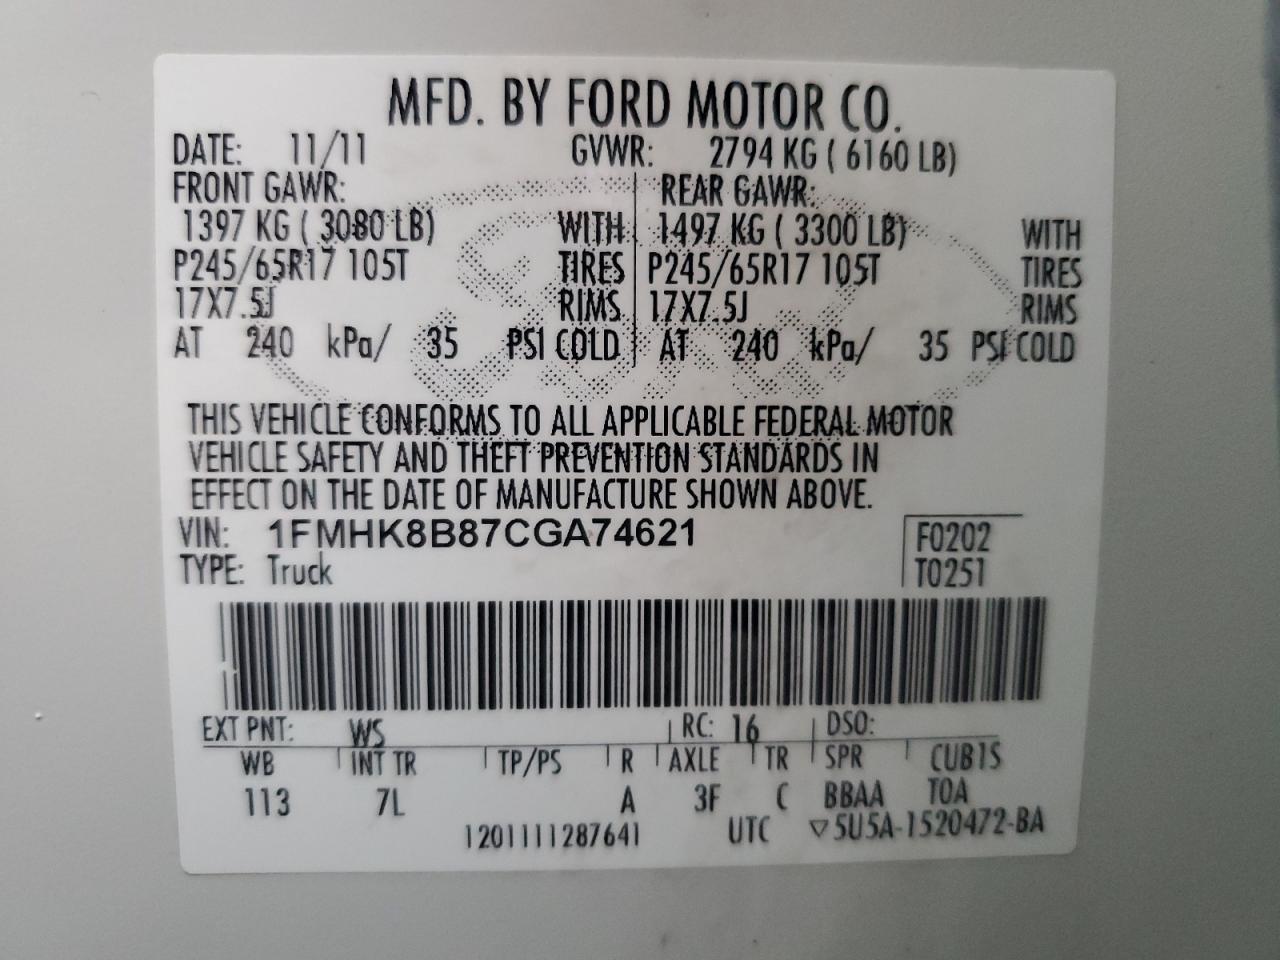 MFD. BY FORD MOTOR CO.
DATE: 11/11 GVWR: 2794 KG ( 6160 LB)
FRONT GAWR: REAR GAWR:
1397 KG ( 3080 LB) WITH 1497 KG ( 3300 LB) WITH
P245/65R17 105T TIRES P245/65R17 105T TIRES
17X7.5J RIMS 17X7.5J RIMS
AT 240 kPa/ 35 PSI COLD AT 240 kPa/ 35 PSI COLD
THIS VEHICLE CONFORMS TO ALL APPLICABLE FEDERAL MOTOR
VEHICLE SAFETY AND THEFT PREVENTION STANDARDS IN
EFFECT ON THE DATE OF MANUFACTURE SHOWN ABOVE.
VIN: 1FMHK8B87CGA74621 F0202
TYPE: Truck T0251
EXT PNT: WS RC: 16 DSO:
WB INT TR TP/PS R AXLE TR SPR CUB1S
113 7L A 3F C BBAA TOA
1201111287641 UTC ▽5U5A-1520472-BA